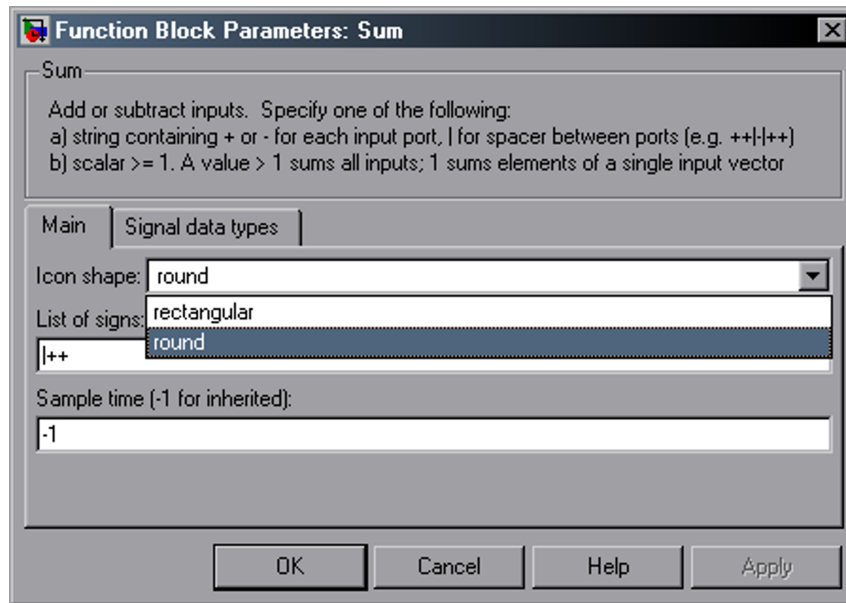 Function Block Parameters: Sum
Sum
Add or subtract inputs. Specify one of the following:
a) string containing + or - for each input port, | for spacer between ports (e.g. ++|-|++)
b) scalar >= 1. A value > 1 sums all inputs; 1 sums elements of a single input vector
Main Signal data types
Icon shape: round
rectangular
List of signs:
round
|++
Sample time (-1 for inherited):
-1
OK Cancel Help Apply